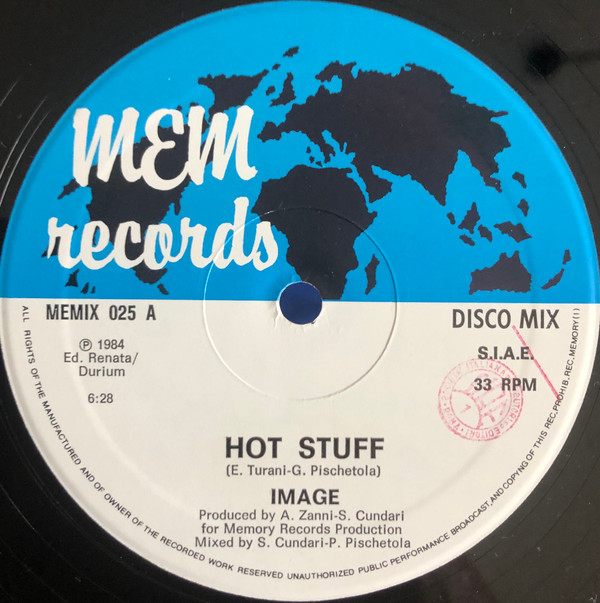 MEM
records
MEMIX 025 A
DISCO MIX
℗ 1984
Ed. Renata/
Durium
S.I.A.E.
33 RPM
6:28
HOT STUFF
(E. Turani-G. Pischetola)
IMAGE
Produced by A. Zanni-S. Cundari
for Memory Records Production
Mixed by S. Cundari-P. Pischetola
ALL RIGHTS OF THE MANUFACTURED AND OF OWNER OF THE RECORDED WORK RESERVED UNAUTHORIZED PUBLIC PERFORMANCE BROADCAST, AND COPYNG OF THIS REC. PROHIB. REC. MEMORY (I)